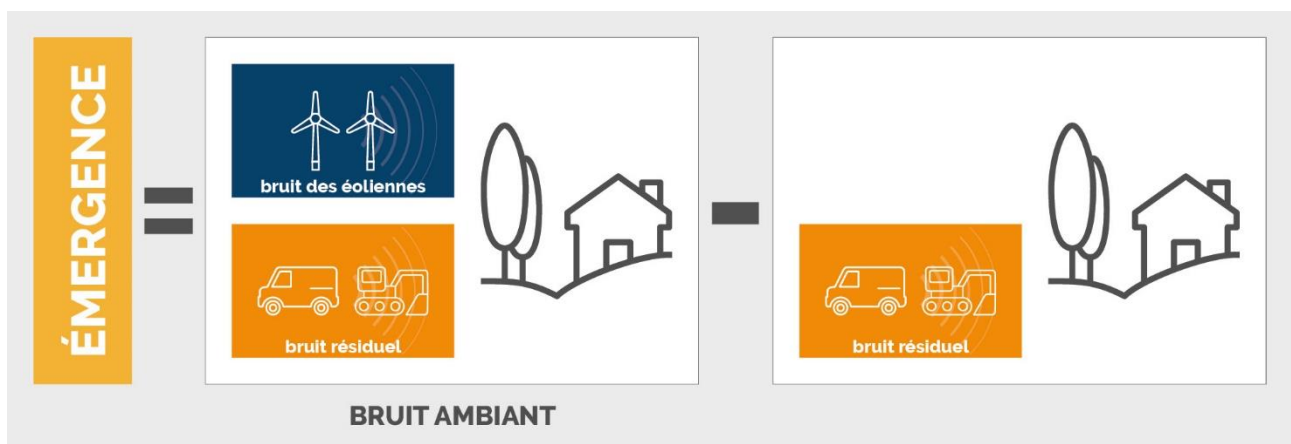 ÉMERGENCE
bruit des éoliennes
bruit résiduel
BRUIT AMBIANT
bruit résiduel